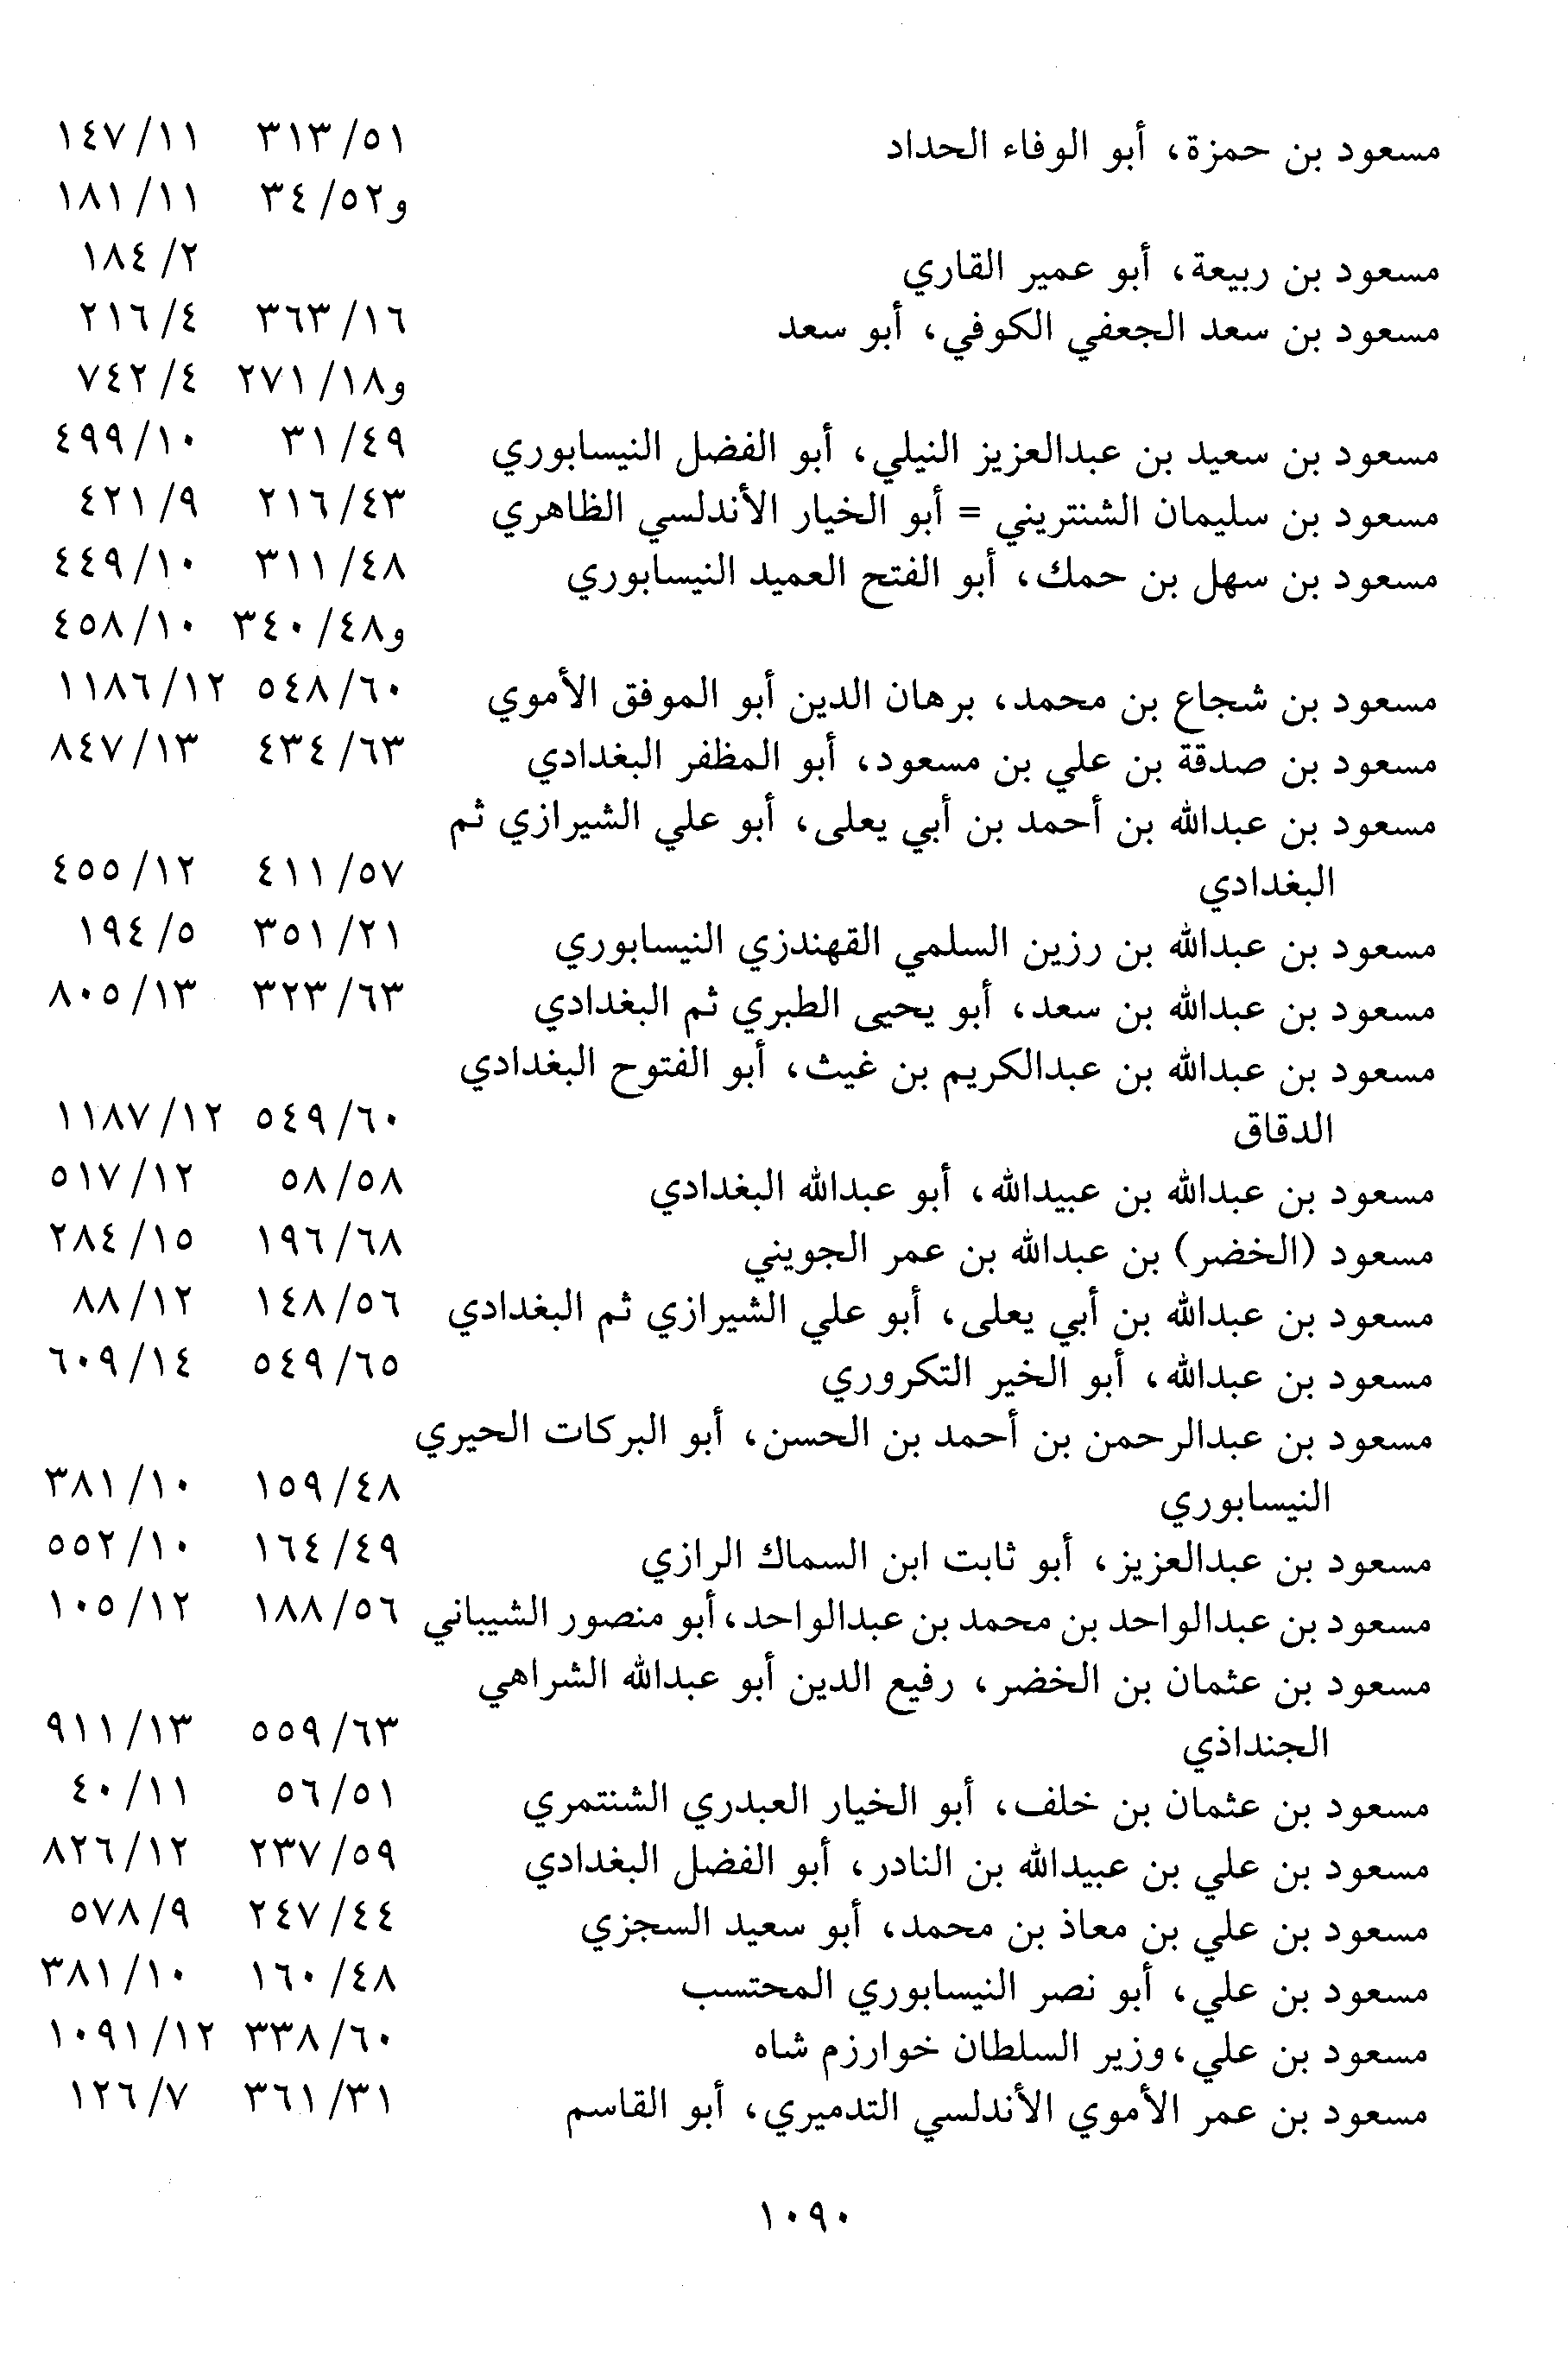 مسعود بن حمزة، أبو الوفاء الحداد ٣١٣/٥١ ١٤٧/١١
و٣٤/٥٢ ١٨١/١١
مسعود بن ربيعة، أبو عمير القاري ١٨٤/٢
مسعود بن سعد الجعفي الكوفي، أبو سعد ٣٦٣/١٦ ٢١٦/٤
و٢٧١/١٨ ٧٤٢/٤
مسعود بن سعيد بن عبدالعزيز النيلي، أبو الفضل النيسابوري ٣١/٤٩ ٤٩٩/١٠
مسعود بن سليمان الشنتريني = أبو الخيار الأندلسي الظاهري ٢١٦/٤٣ ٤٢١/٩
مسعود بن سهل بن حمك، أبو الفتح العميد النيسابوري ٣١١/٤٨ ٤٤٩/١٠
و٣٤٠/٤٨ ٤٥٨/١٠
مسعود بن شجاع بن محمد، برهان الدين أبو الموفق الأموي ٥٤٨/٦٠ ١١٨٦/١٢
مسعود بن صدقة بن علي بن مسعود، أبو المظفر البغدادي ٤٣٤/٦٣ ٨٤٧/١٣
مسعود بن عبدالله بن أحمد بن أبي يعلى، أبو علي الشيرازي ثم
البغدادي ٤١١/٥٧ ٤٥٥/١٢
مسعود بن عبدالله بن رزين السلمي القهندزي النيسابوري ٣٥١/٢١ ١٩٤/٥
مسعود بن عبدالله بن سعد، أبو يحيى الطبري ثم البغدادي ٣٢٣/٦٣ ٨٠٥/١٣
مسعود بن عبدالله بن عبدالكريم بن غيث، أبو الفتوح البغدادي
الدقاق ٥٤٩/٦٠ ١١٨٧/١٢
مسعود بن عبدالله بن عبيدالله، أبو عبدالله البغدادي ٥٨/٥٨ ٥١٧/١٢
مسعود (الخضر) بن عبدالله بن عمر الجويني ١٩٦/٦٨ ٢٨٤/١٥
مسعود بن عبدالله بن أبي يعلى، أبو علي الشيرازي ثم البغدادي ١٤٨/٥٦ ٨٨/١٢
مسعود بن عبدالله، أبو الخير التكروري ٥٤٩/٦٥ ٦٠٩/١٤
مسعود بن عبدالرحمن بن أحمد بن الحسن، أبو البركات الحيري
النيسابوري ١٥٩/٤٨ ٣٨١/١٠
مسعود بن عبدالعزيز، أبو ثابت ابن السماك الرازي ١٦٤/٤٩ ٥٥٢/١٠
مسعود بن عبدالواحد بن محمد بن عبدالواحد، أبو منصور الشيباني ١٨٨/٥٦ ١٠٥/١٢
مسعود بن عثمان بن الخضر، رفيع الدين أبو عبدالله الشراهي
الجنداذي ٥٥٩/٦٣ ٩١١/١٣
مسعود بن عثمان بن خلف، أبو الخيار العبدري الشنتمري ٥٦/٥١ ٤٠/١١
مسعود بن علي بن عبيدالله بن النادر، أبو الفضل البغدادي ٢٣٧/٥٩ ٨٢٦/١٢
مسعود بن علي بن معاذ بن محمد، أبو سعيد السجزي ٢٤٧/٤٤ ٥٧٨/٩
مسعود بن علي، أبو نصر النيسابوري المحتسب ١٦٠/٤٨ ٣٨١/١٠
مسعود بن علي، وزير السلطان خوارزم شاه ٣٣٨/٦٠ ١٠٩١/١٢
مسعود بن عمر الأموي الأندلسي التدميري، أبو القاسم ٣٦١/٣١ ١٢٦/٧
١٠٩٠